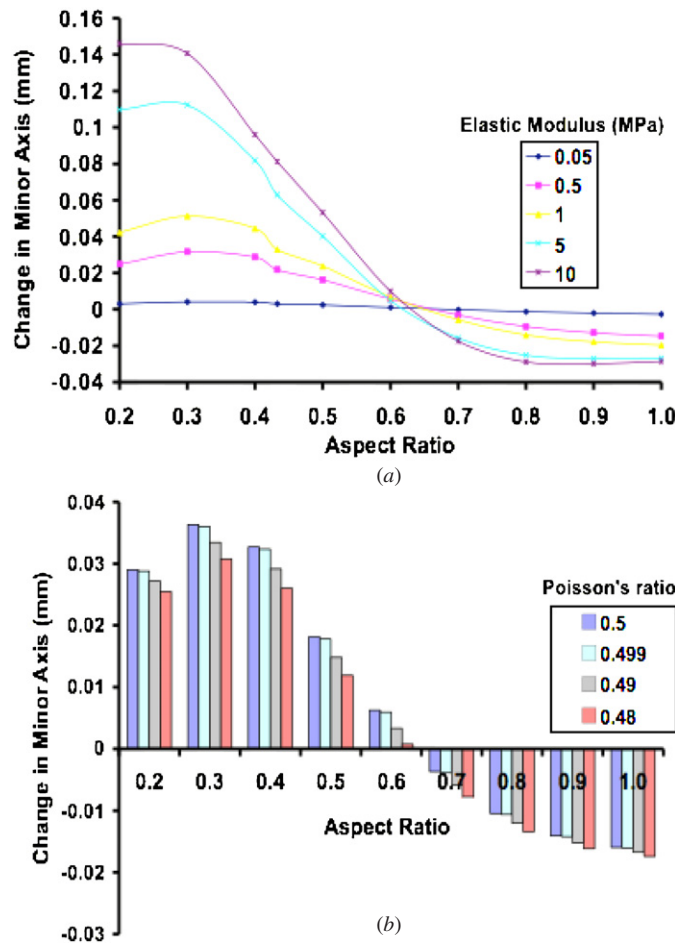 0.16
0.14
0.12
0.1
0.08
0.06
0.04
0.02
0
-0.02
-0.04
Change in Minor Axis (mm)
Elastic Modulus (MPa)
0.05
0.5
1
5
10
0.2 0.3 0.4 0.5 0.6 0.7 0.8 0.9 1.0
Aspect Ratio
(a)
0.04
0.03
0.02
0.01
0
-0.01
-0.02
-0.03
Change in Minor Axis (mm)
Poisson's ratio
0.5
0.499
0.49
0.48
0.2 0.3 0.4 0.5 0.6 0.7 0.8 0.9 1.0
Aspect Ratio
(b)